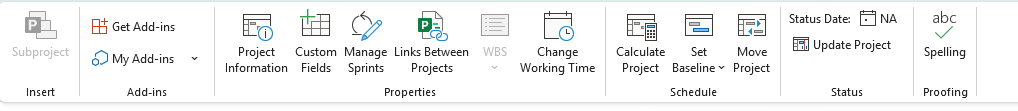 Subproject
Insert
Get Add-ins
My Add-ins
Add-ins
Project
Information
Custom
Fields
Manage
Sprints
Links Between
Projects
WBS
Change
Working Time
Properties
Calculate
Project
Set
Baseline
Move
Project
Schedule
Status Date: NA
Update Project
Status
abc
Spelling
Proofing